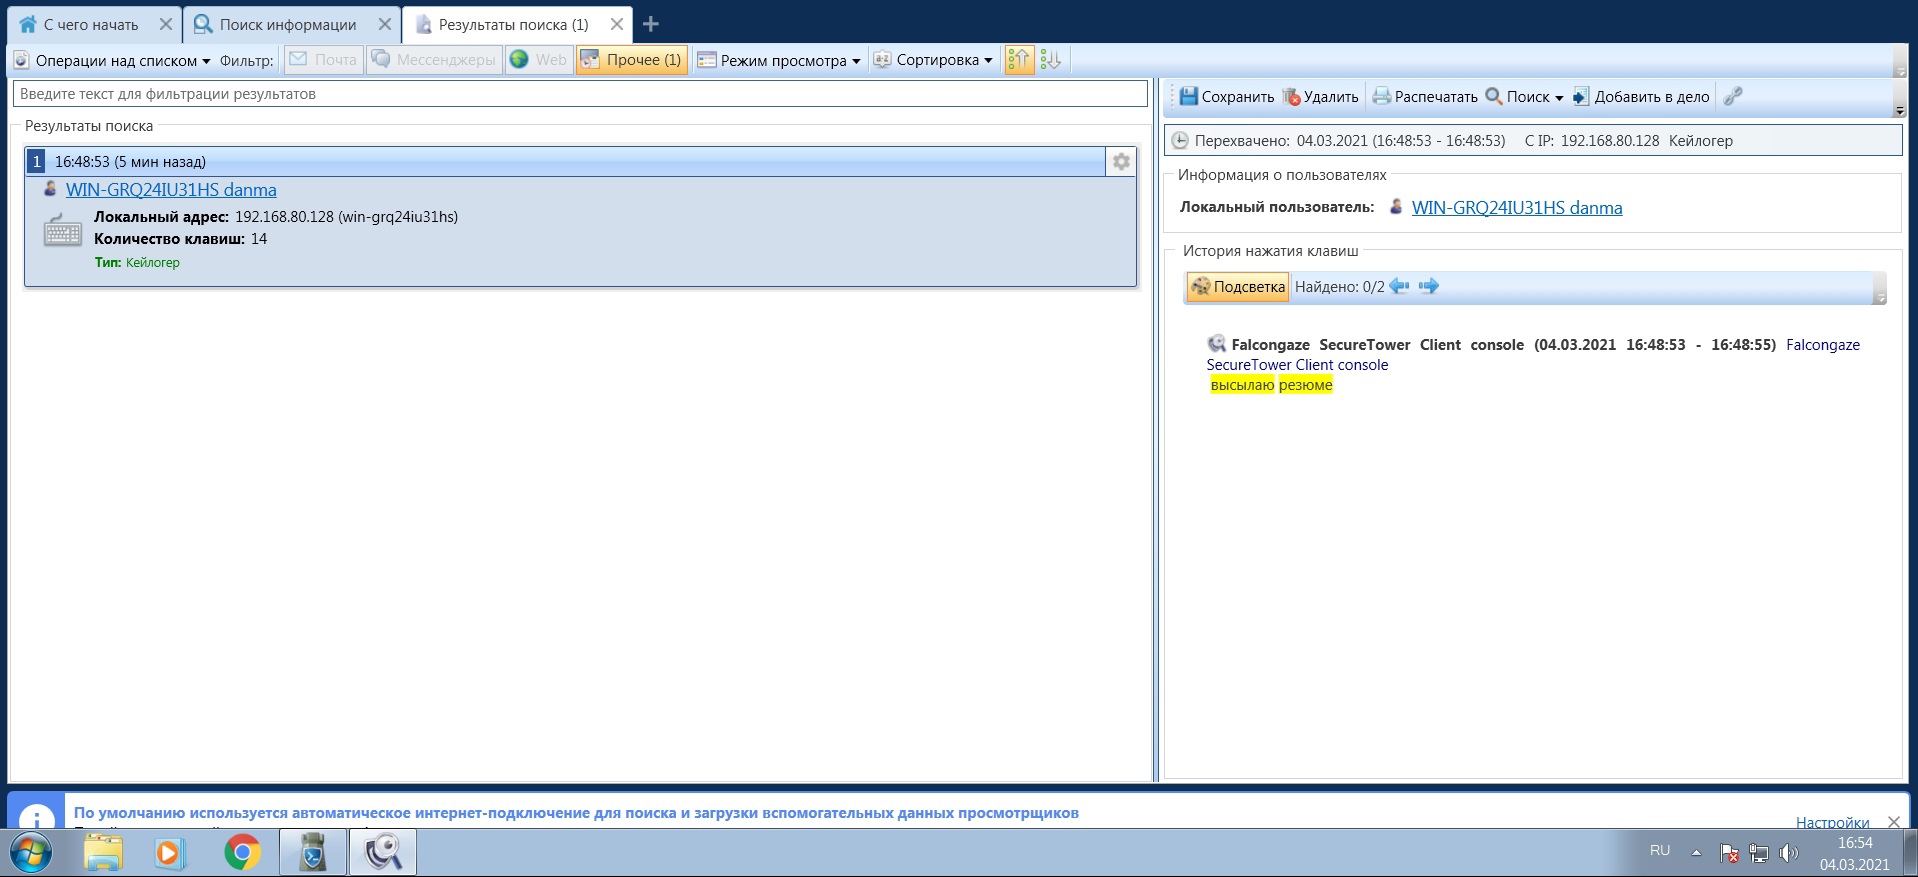 С чего начать
Поиск информации
Результаты поиска (1)
Операции над списком Фильтр: Почта Мессенджеры Web Прочее (1) Режим просмотра Сортировка
Введите текст для фильтрации результатов
Результаты поиска
1 16:48:53 (5 мин назад)
WIN-GRQ24IU31HS danma
Локальный адрес: 192.168.80.128 (win-grq24iu31hs)
Количество клавиш: 14
Тип: Кейлогер
Сохранить Удалить Распечатать Поиск Добавить в дело
Перехвачено: 04.03.2021 (16:48:53 - 16:48:53) С IP: 192.168.80.128 Кейлогер
Информация о пользователях
Локальный пользователь: WIN-GRQ24IU31HS danma
История нажатия клавиш
Подсветка Найдено: 0/2
Falcongaze SecureTower Client console (04.03.2021 16:48:53 - 16:48:55) Falcongaze
SecureTower Client console
высылаю резюме
По умолчанию используется автоматическое интернет-подключение для поиска и загрузки вспомогательных данных просмотрщиков
Настройки
RU
16:54
04.03.2021